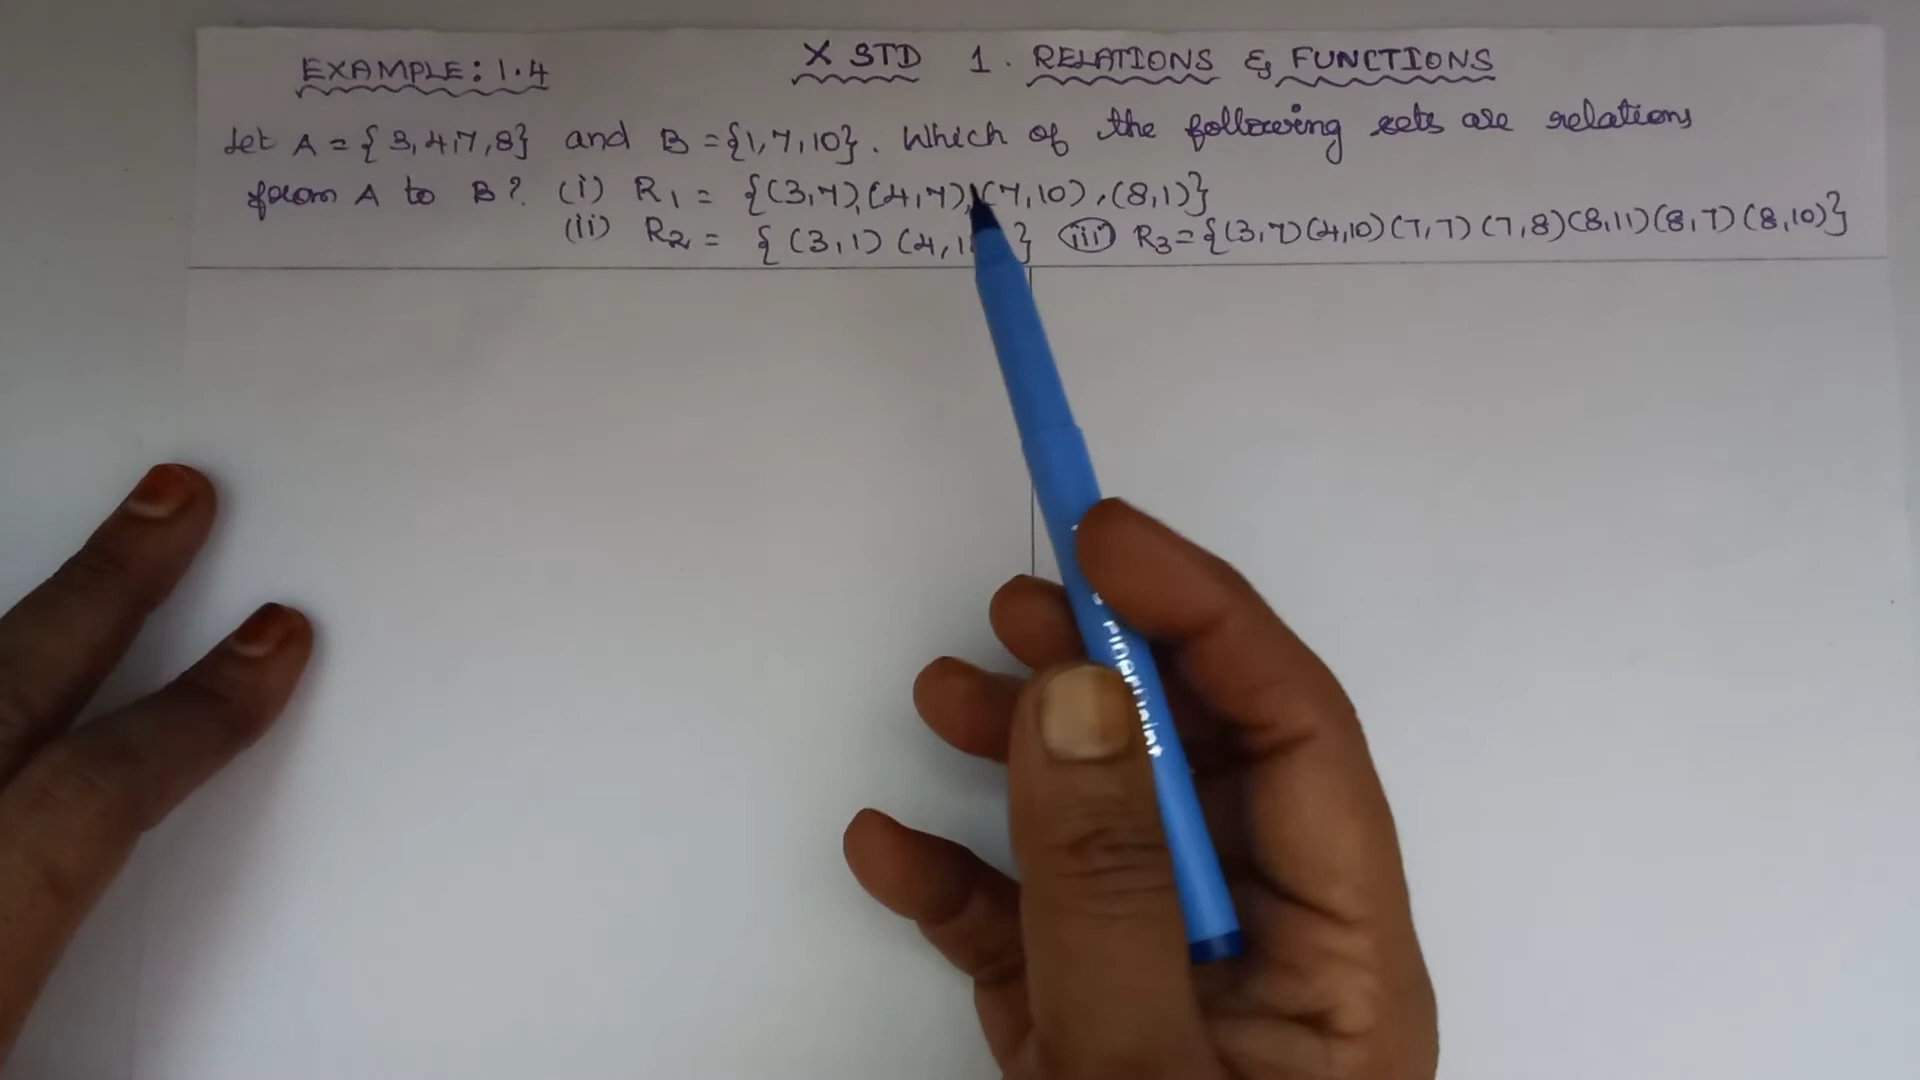 EXAMPLE: 1.4 X STD 1. RELATIONS & FUNCTIONS
Let A = {3,4,7,8} and B = {1,7,10}. Which of the following sets are relations
from A to B? (i) R1 = {(3,7),(4,7),(7,10),(8,1)}
(ii) R2 = {(3,1)(4,1 } (iii) R3={(3,7)(4,10)(7,7)(7,8)(8,11)(8,7)(8,10)}